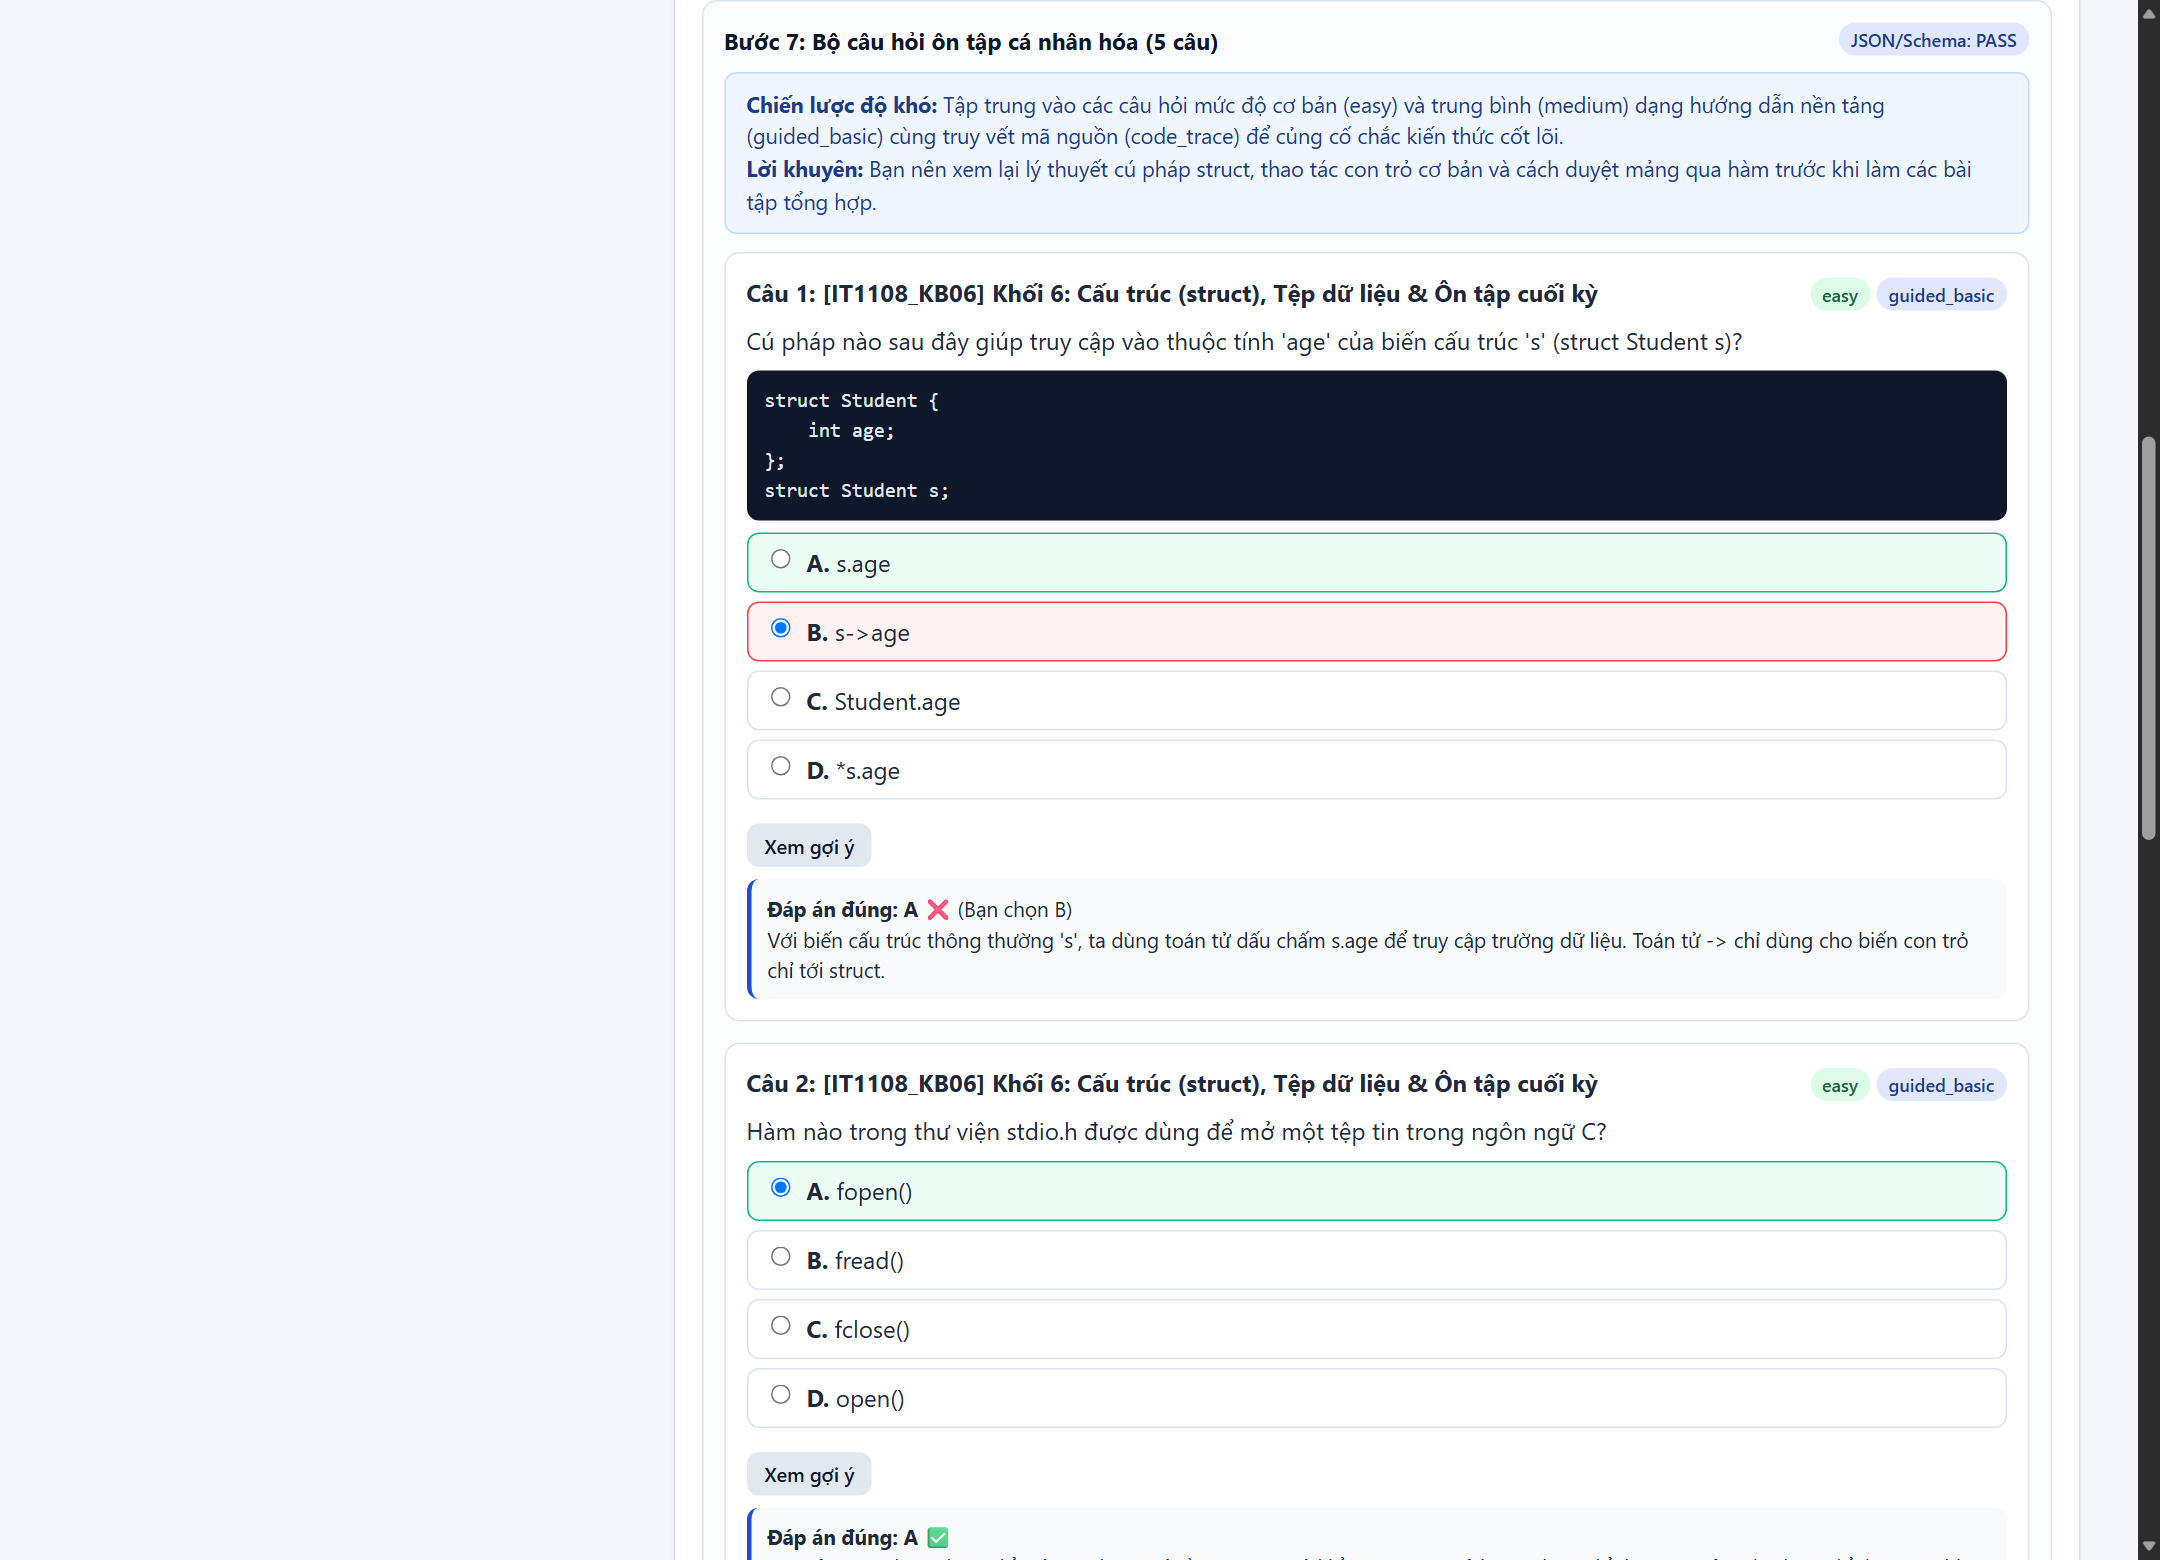 Bước 7: Bộ câu hỏi ôn tập cá nhân hóa (5 câu)
JSON/Schema: PASS
Chiến lược độ khó: Tập trung vào các câu hỏi mức độ cơ bản (easy) và trung bình (medium) dạng hướng dẫn nền tảng
(guided_basic) cùng truy vết mã nguồn (code_trace) để củng cố chắc kiến thức cốt lõi.
Lời khuyên: Bạn nên xem lại lý thuyết cú pháp struct, thao tác con trỏ cơ bản và cách duyệt mảng qua hàm trước khi làm các bài
tập tổng hợp.
Câu 1: [IT1108_KB06] Khối 6: Cấu trúc (struct), Tệp dữ liệu & Ôn tập cuối kỳ
easy
guided_basic
Cú pháp nào sau đây giúp truy cập vào thuộc tính 'age' của biến cấu trúc 's' (struct Student s)?
struct Student {
    int age;
};
struct Student s;
A. s.age
B. s->age
C. Student.age
D. *s.age
Xem gợi ý
Đáp án đúng: A ❌ (Bạn chọn B)
Với biến cấu trúc thông thường 's', ta dùng toán tử dấu chấm s.age để truy cập trường dữ liệu. Toán tử -> chỉ dùng cho biến con trỏ
chỉ tới struct.
Câu 2: [IT1108_KB06] Khối 6: Cấu trúc (struct), Tệp dữ liệu & Ôn tập cuối kỳ
easy
guided_basic
Hàm nào trong thư viện stdio.h được dùng để mở một tệp tin trong ngôn ngữ C?
A. fopen()
B. fread()
C. fclose()
D. open()
Xem gợi ý
Đáp án đúng: A ✅